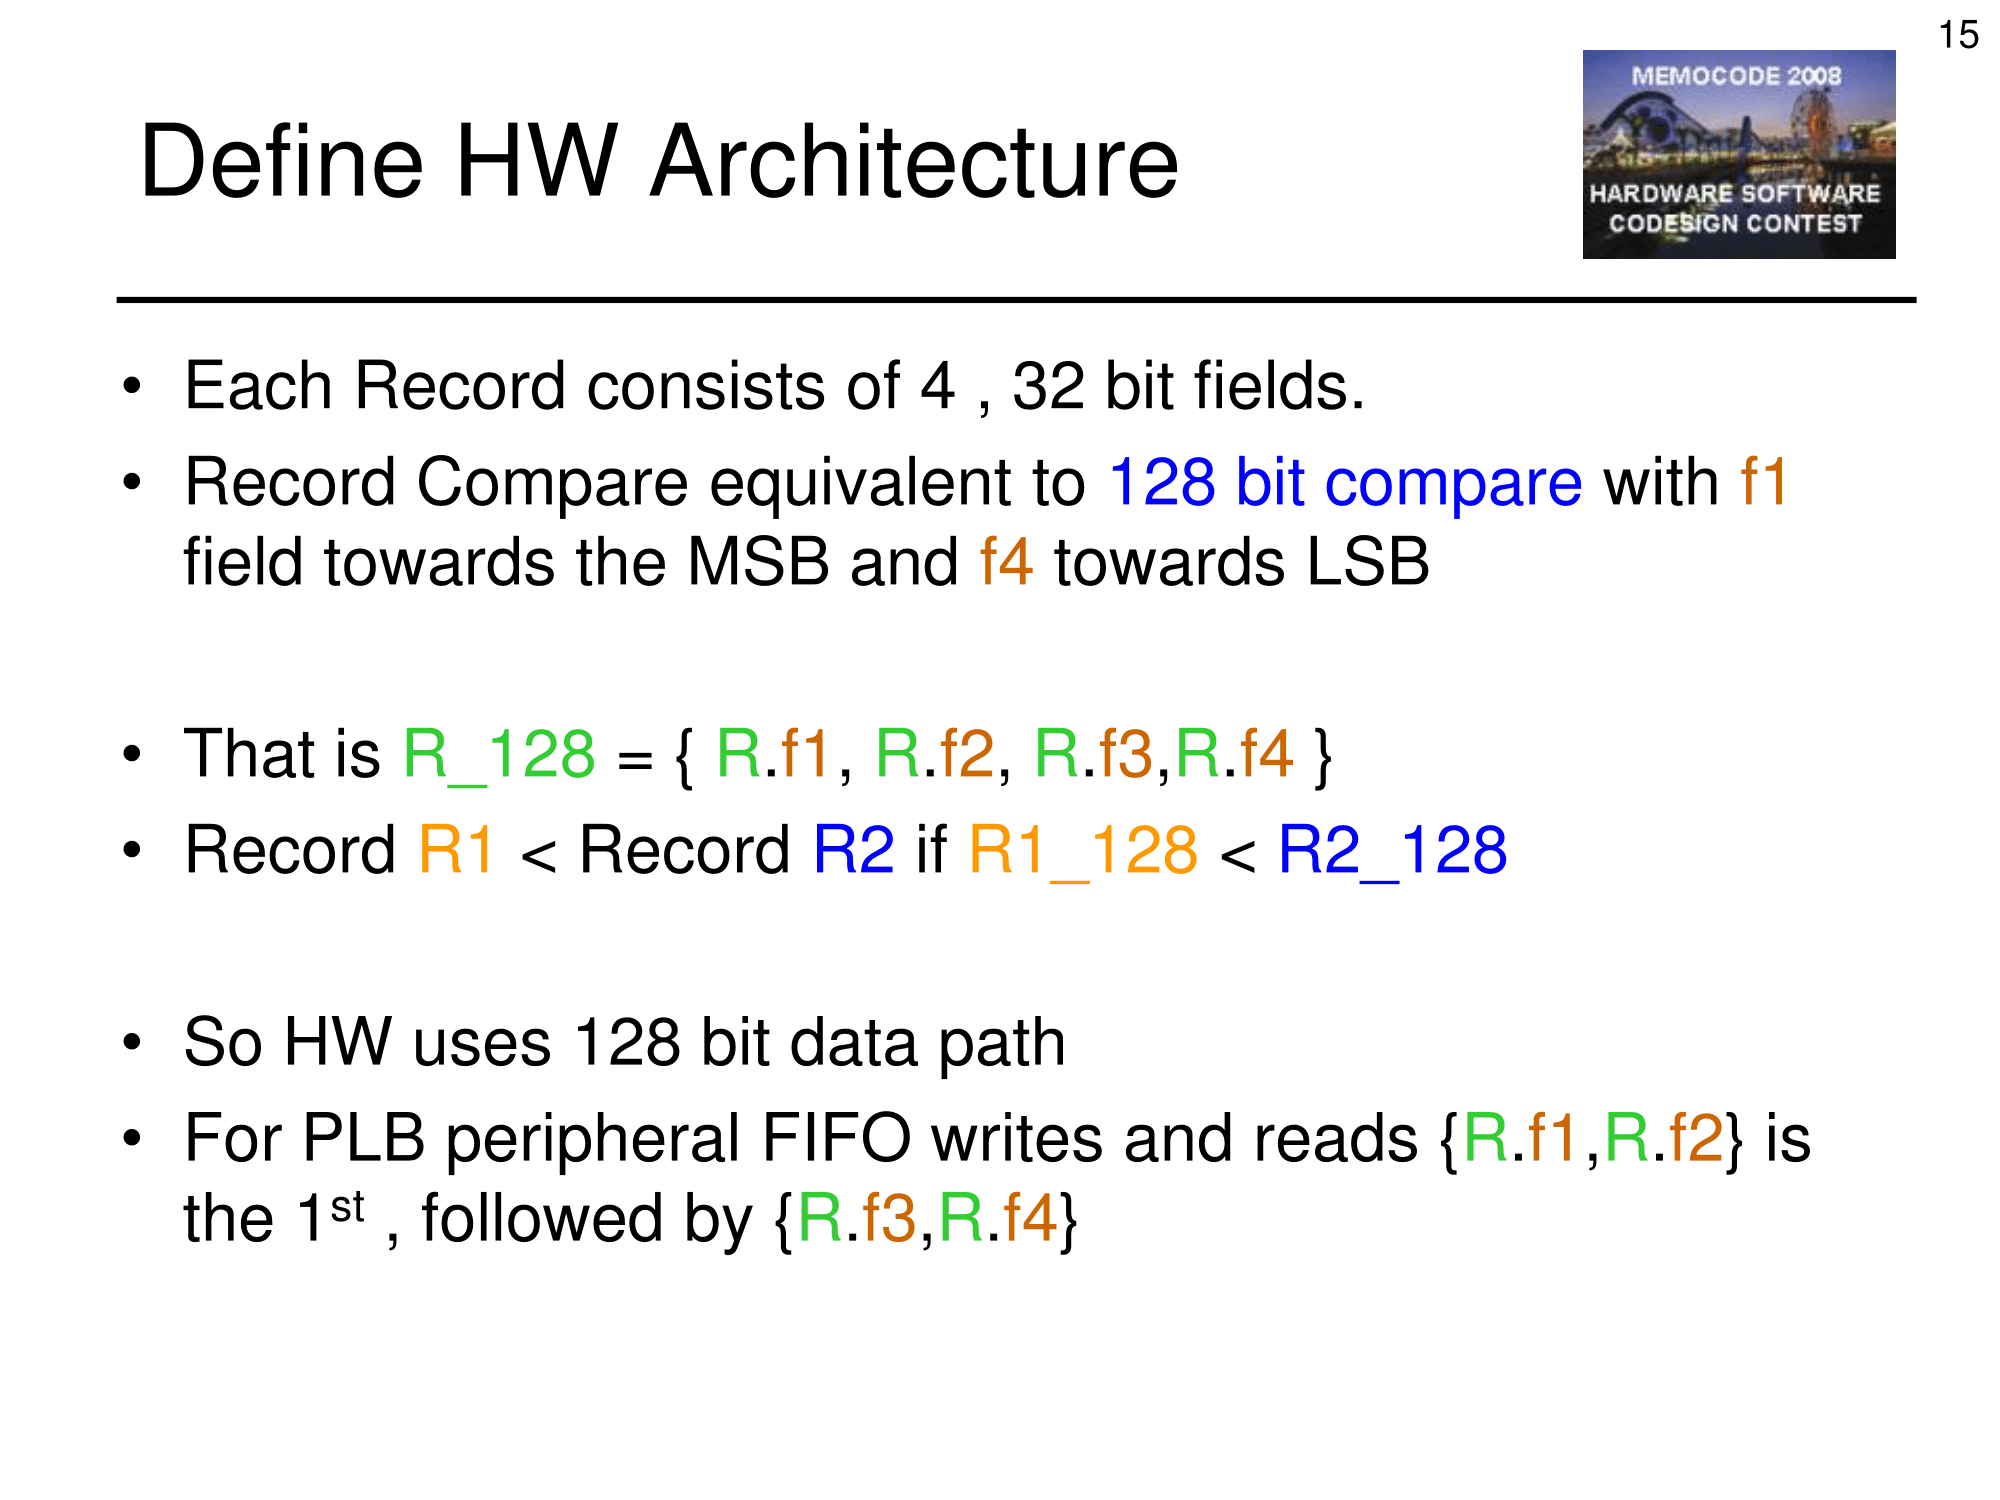 15
MEMOCODE 2008
HARDWARE SOFTWARE
CODESIGN CONTEST
Define HW Architecture
• Each Record consists of 4 , 32 bit fields.
• Record Compare equivalent to 128 bit compare with f1
field towards the MSB and f4 towards LSB
• That is R_128 = { R.f1, R.f2, R.f3,R.f4 }
• Record R1 < Record R2 if R1_128 < R2_128
• So HW uses 128 bit data path
• For PLB peripheral FIFO writes and reads {R.f1,R.f2} is
the 1st , followed by {R.f3,R.f4}